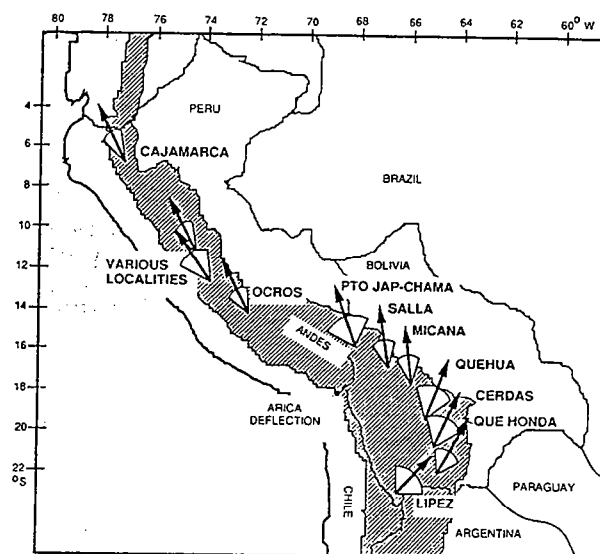 80 78 76 74 72 70 68 66 64 62 60° W
4
6
8
10
12
14
16
18
20
22
°S
PERU
CAJAMARCA
BRAZIL
VARIOUS
LOCALITIES
OCROS
BOLIVIA
PTO JAP-CHAMA
SALLA
MICANA
ANDES
QUEHUA
CERDAS
QUE HONDA
ARICA
DEFLECTION
CHILE
LIPEZ
PARAGUAY
ARGENTINA